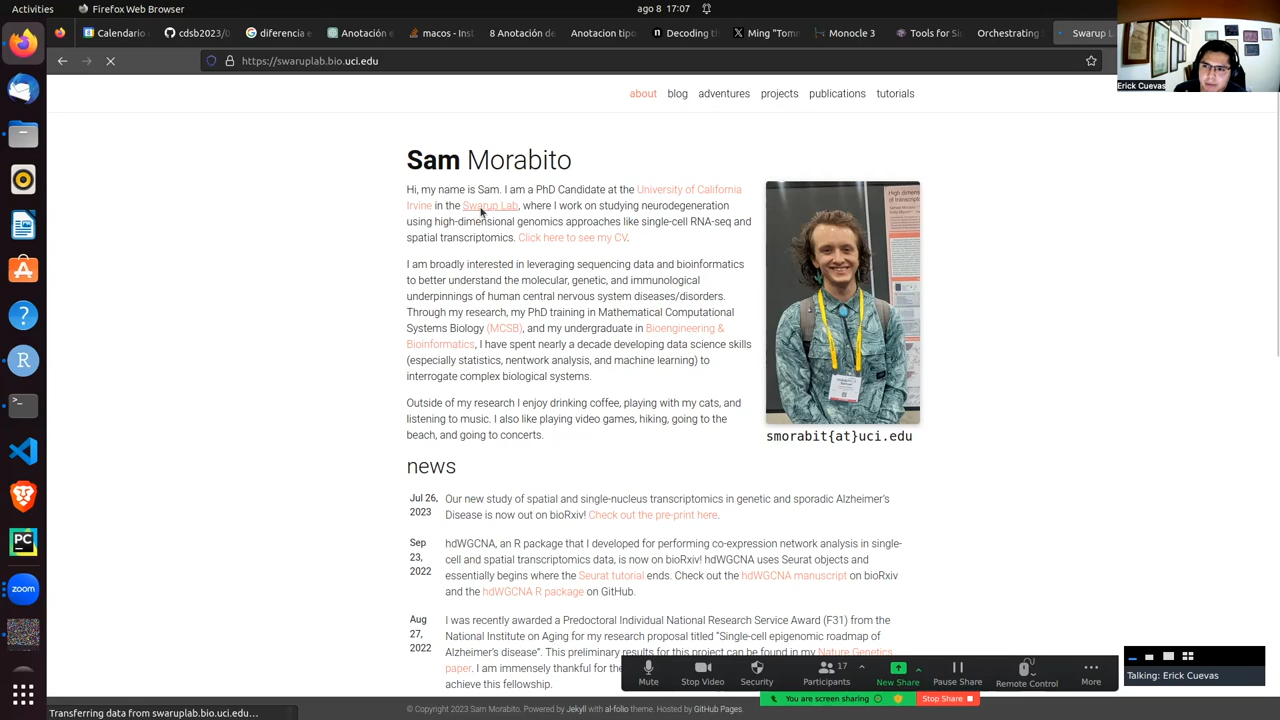 Activities
Firefox Web Browser
ago 8 17:07
Calendario
cdsb2023/0
diferencia e
Anotación e
macos - Inst
8 Anotación de
Anotacion tipo
Decoding th
Ming "Tom
Monocle 3
Tools for Sin
Orchestrating
Swarup L
https://swaruplab.bio.uci.edu
Erick Cuevas
about blog adventures projects publications tutorials
Sam Morabito
Hi, my name is Sam. I am a PhD Candidate at the University of California
Irvine in the Swarup Lab, where I work on studying neurodegeneration
using high-dimensional genomics approaches like single-cell RNA-seq and
spatial transcriptomics. Click here to see my CV.
I am broadly interested in leveraging sequencing data and bioinformatics
to better understand the molecular, genetic, and immunological
underpinnings of human central nervous system diseases/disorders.
Through my research, my PhD training in Mathematical Computational
Systems Biology (MCSB), and my undergraduate in Bioengineering &
Bioinformatics, I have spent nearly a decade developing data science skills
(especially statistics, nentwork analysis, and machine learning) to
interrogate complex biological systems.
Outside of my research I enjoy drinking coffee, playing with my cats, and
listening to music. I also like playing video games, hiking, going to the
beach, and going to concerts.
High dimens
smorabit{at}uci.edu
news
Jul 26,
2023
Our new study of spatial and single-nucleus transcriptomics in genetic and sporadic Alzheimer's
Disease is now out on bioRxiv! Check out the pre-print here.
Sep
23,
2022
hdWGCNA, an R package that I developed for performing co-expression network analysis in single-
cell and spatial transcriptomics data, is now on bioRxiv! hdWGCNA uses Seurat objects and
essentially begins where the Seurat tutorial ends. Check out the hdWGCNA manuscript on bioRxiv
and the hdWGCNA R package on GitHub.
Aug
27,
2022
I was recently awarded a Predoctoral Individual National Research Service Award (F31) from the
National Institute on Aging for my research proposal titled "Single-cell epigenomic roadmap of
Alzheimer's disease". This preliminary results for this project can be found in my Nature Genetics
paper. I am immensely thankful for the
achieve this fellowship.
Mute
Stop Video
Security
17
Participants
New Share
Pause Share
Remote Control
More
You are screen sharing
Stop Share
Talking: Erick Cuevas
zoom
Transferring data from swaruplab.bio.uci.edu...
© Copyright 2023 Sam Morabito. Powered by Jekyll with al-folio theme. Hosted by GitHub Pages.